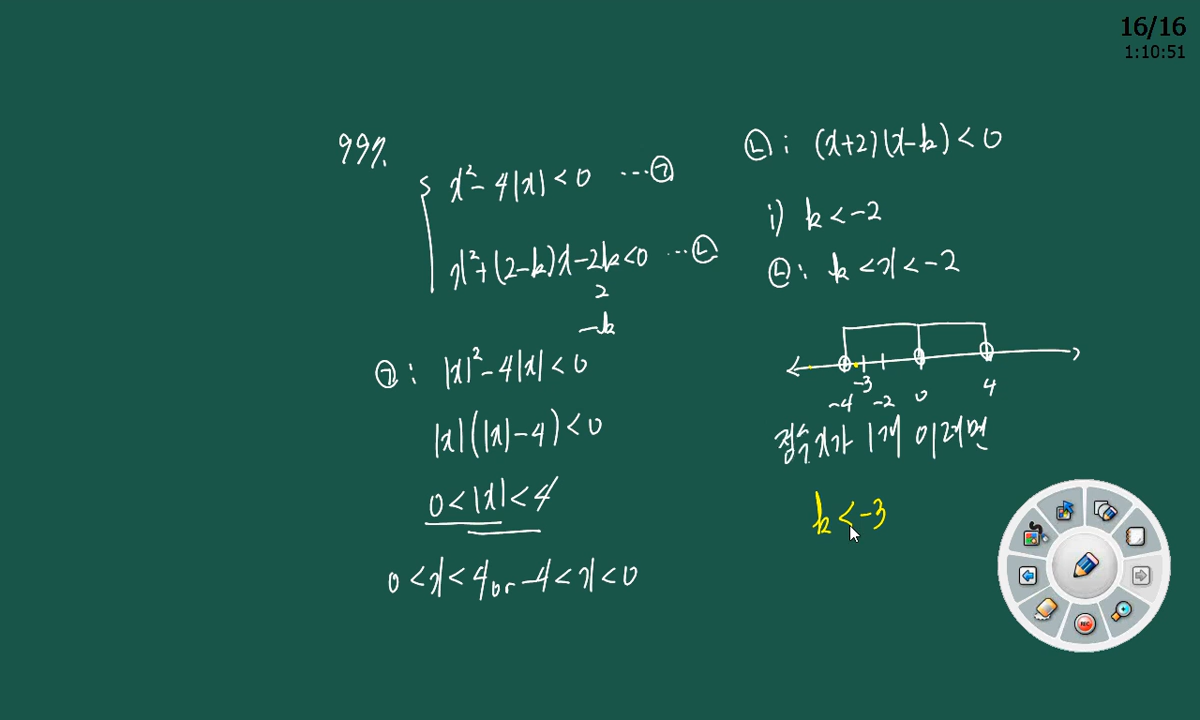 16/16
1:10:51
997.
x²-4|x|<0 ···㉠
x²+(2-k)x-2k<0 ···㉡
2
-k
㉠: |x|²-4|x|<0
|x|(|x|-4)<0
0<|x|<4
0<x<4 or -4<x<0
㉡: (x+2)(x-k)<0
i) k<-2
㉡: k<x<-2
-4 -3 -2 0 4
정수 x가 1개 이려면
k<-3
REC